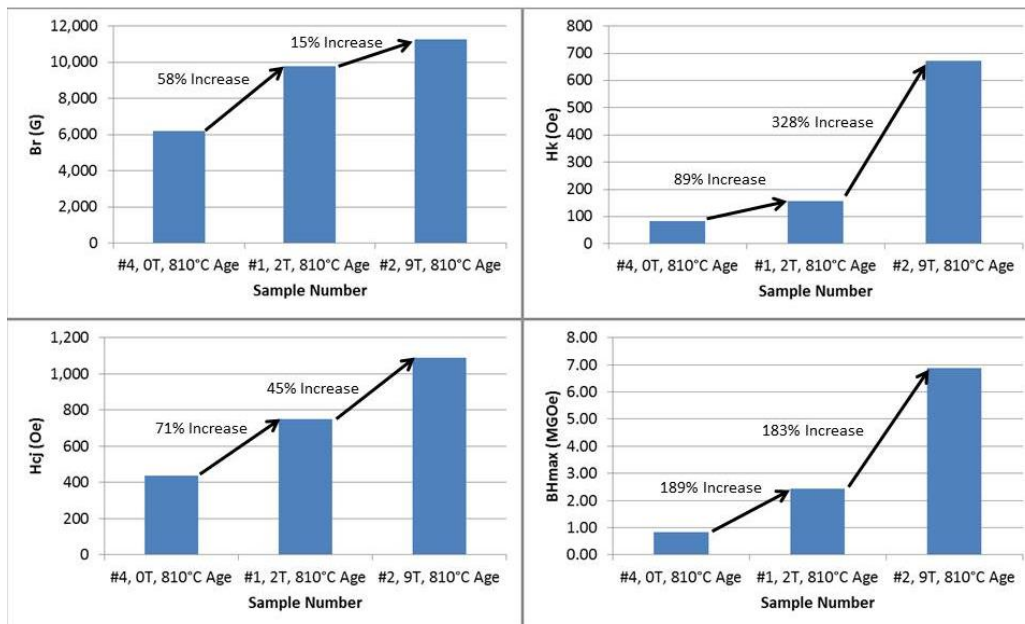 12,000
10,000
8,000
6,000
4,000
2,000
0
Br (G)
58% Increase
15% Increase
#4, 0T, 810°C Age #1, 2T, 810°C Age #2, 9T, 810°C Age
Sample Number
800
700
600
500
400
300
200
100
0
Hk (Oe)
89% Increase
328% Increase
#4, 0T, 810°C Age #1, 2T, 810°C Age #2, 9T, 810°C Age
Sample Number
1,200
1,000
800
600
400
200
0
Hcj (Oe)
71% Increase
45% Increase
#4, 0T, 810°C Age #1, 2T, 810°C Age #2, 9T, 810°C Age
Sample Number
8.00
7.00
6.00
5.00
4.00
3.00
2.00
1.00
0.00
BHmax (MGOe)
189% Increase
183% Increase
#4, 0T, 810°C Age #1, 2T, 810°C Age #2, 9T, 810°C Age
Sample Number